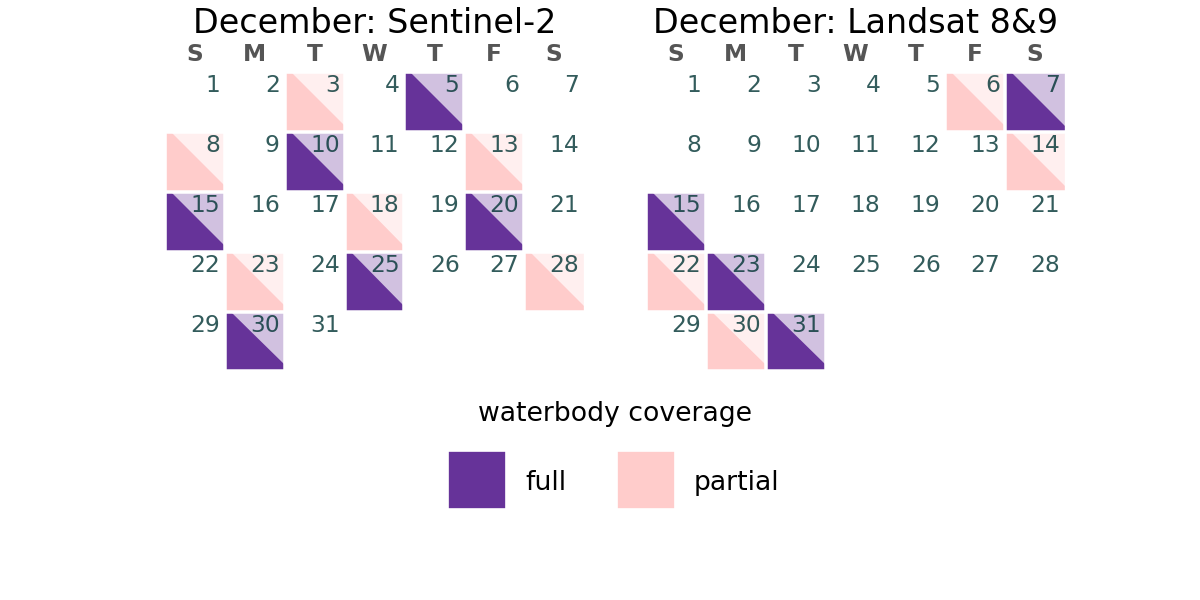 December: Sentinel-2
S M T W T F S
1 2 3 4 5 6 7
8 9 10 11 12 13 14
15 16 17 18 19 20 21
22 23 24 25 26 27 28
29 30 31
December: Landsat 8&9
S M T W T F S
1 2 3 4 5 6 7
8 9 10 11 12 13 14
15 16 17 18 19 20 21
22 23 24 25 26 27 28
29 30 31
waterbody coverage
full partial